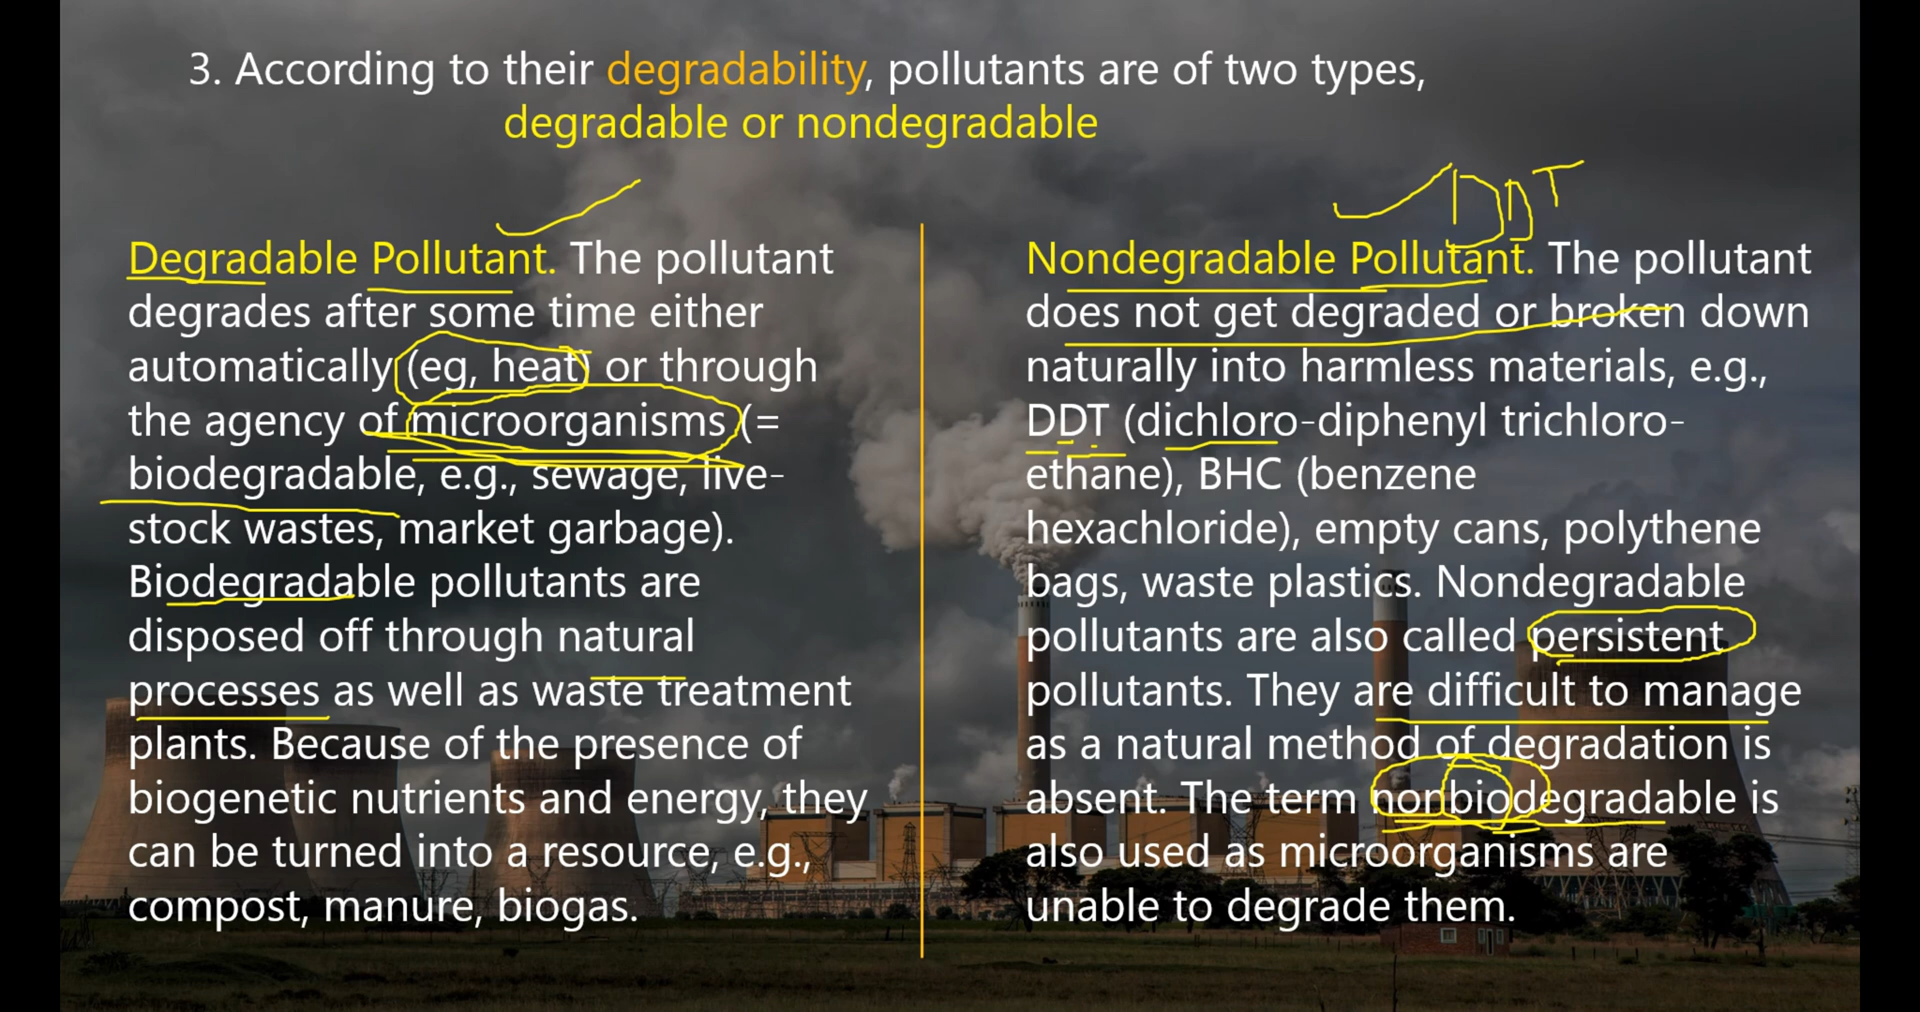 3. According to their degradability, pollutants are of two types,
degradable or nondegradable
Degradable Pollutant. The pollutant
degrades after some time either
automatically (eg, heat) or through
the agency of microorganisms (=
biodegradable, e.g., sewage, live-
stock wastes, market garbage).
Biodegradable pollutants are
disposed off through natural
processes as well as waste treatment
plants. Because of the presence of
biogenetic nutrients and energy, they
can be turned into a resource, e.g.,
compost, manure, biogas.
DDT
Nondegradable Pollutant. The pollutant
does not get degraded or broken down
naturally into harmless materials, e.g.,
DDT (dichloro-diphenyl trichloro-
ethane), BHC (benzene
hexachloride), empty cans, polythene
bags, waste plastics. Nondegradable
pollutants are also called persistent
pollutants. They are difficult to manage
as a natural method of degradation is
absent. The term nonbiodegradable is
also used as microorganisms are
unable to degrade them.